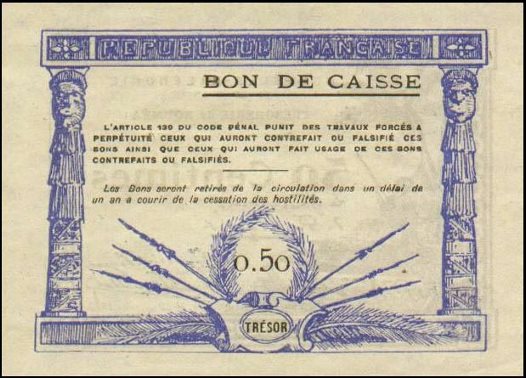 RÉPUBLIQUE FRANÇAISE
BON DE CAISSE
L'ARTICLE 139 DU CODE PÉNAL PUNIT DES TRAVAUX FORCÉS A
PERPÉTUITÉ CEUX QUI AURONT CONTREFAIT OU FALSIFIÉ CES
BONS AINSI QUE CEUX QUI AURONT FAIT USAGE DE CES BONS
CONTREFAITS OU FALSIFIÉS.
Les Bons seront retirés de la circulation dans un délai de
un an a courir de la cessation des hostilités.
0.50
TRÉSOR